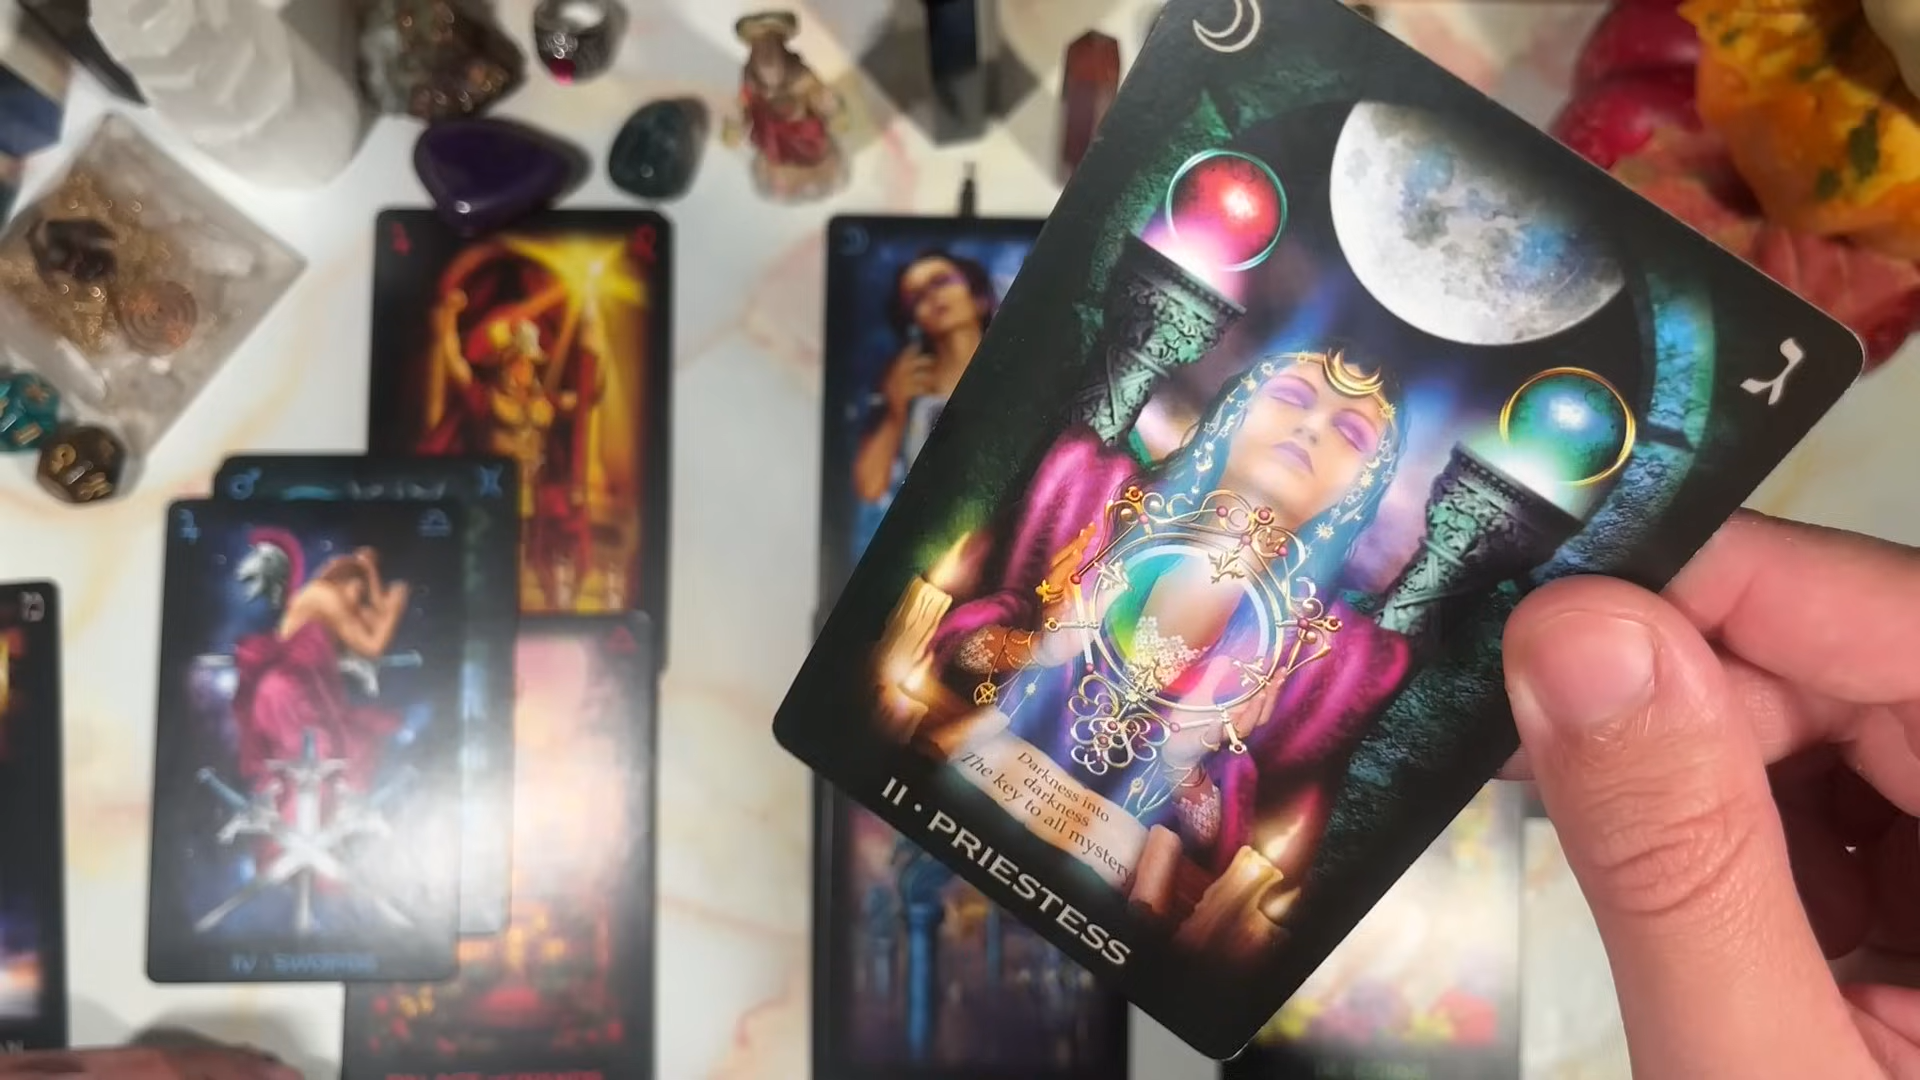 ג
Darkness into
darkness
The key to all mystery
II • PRIESTESS
IV • SWORDS